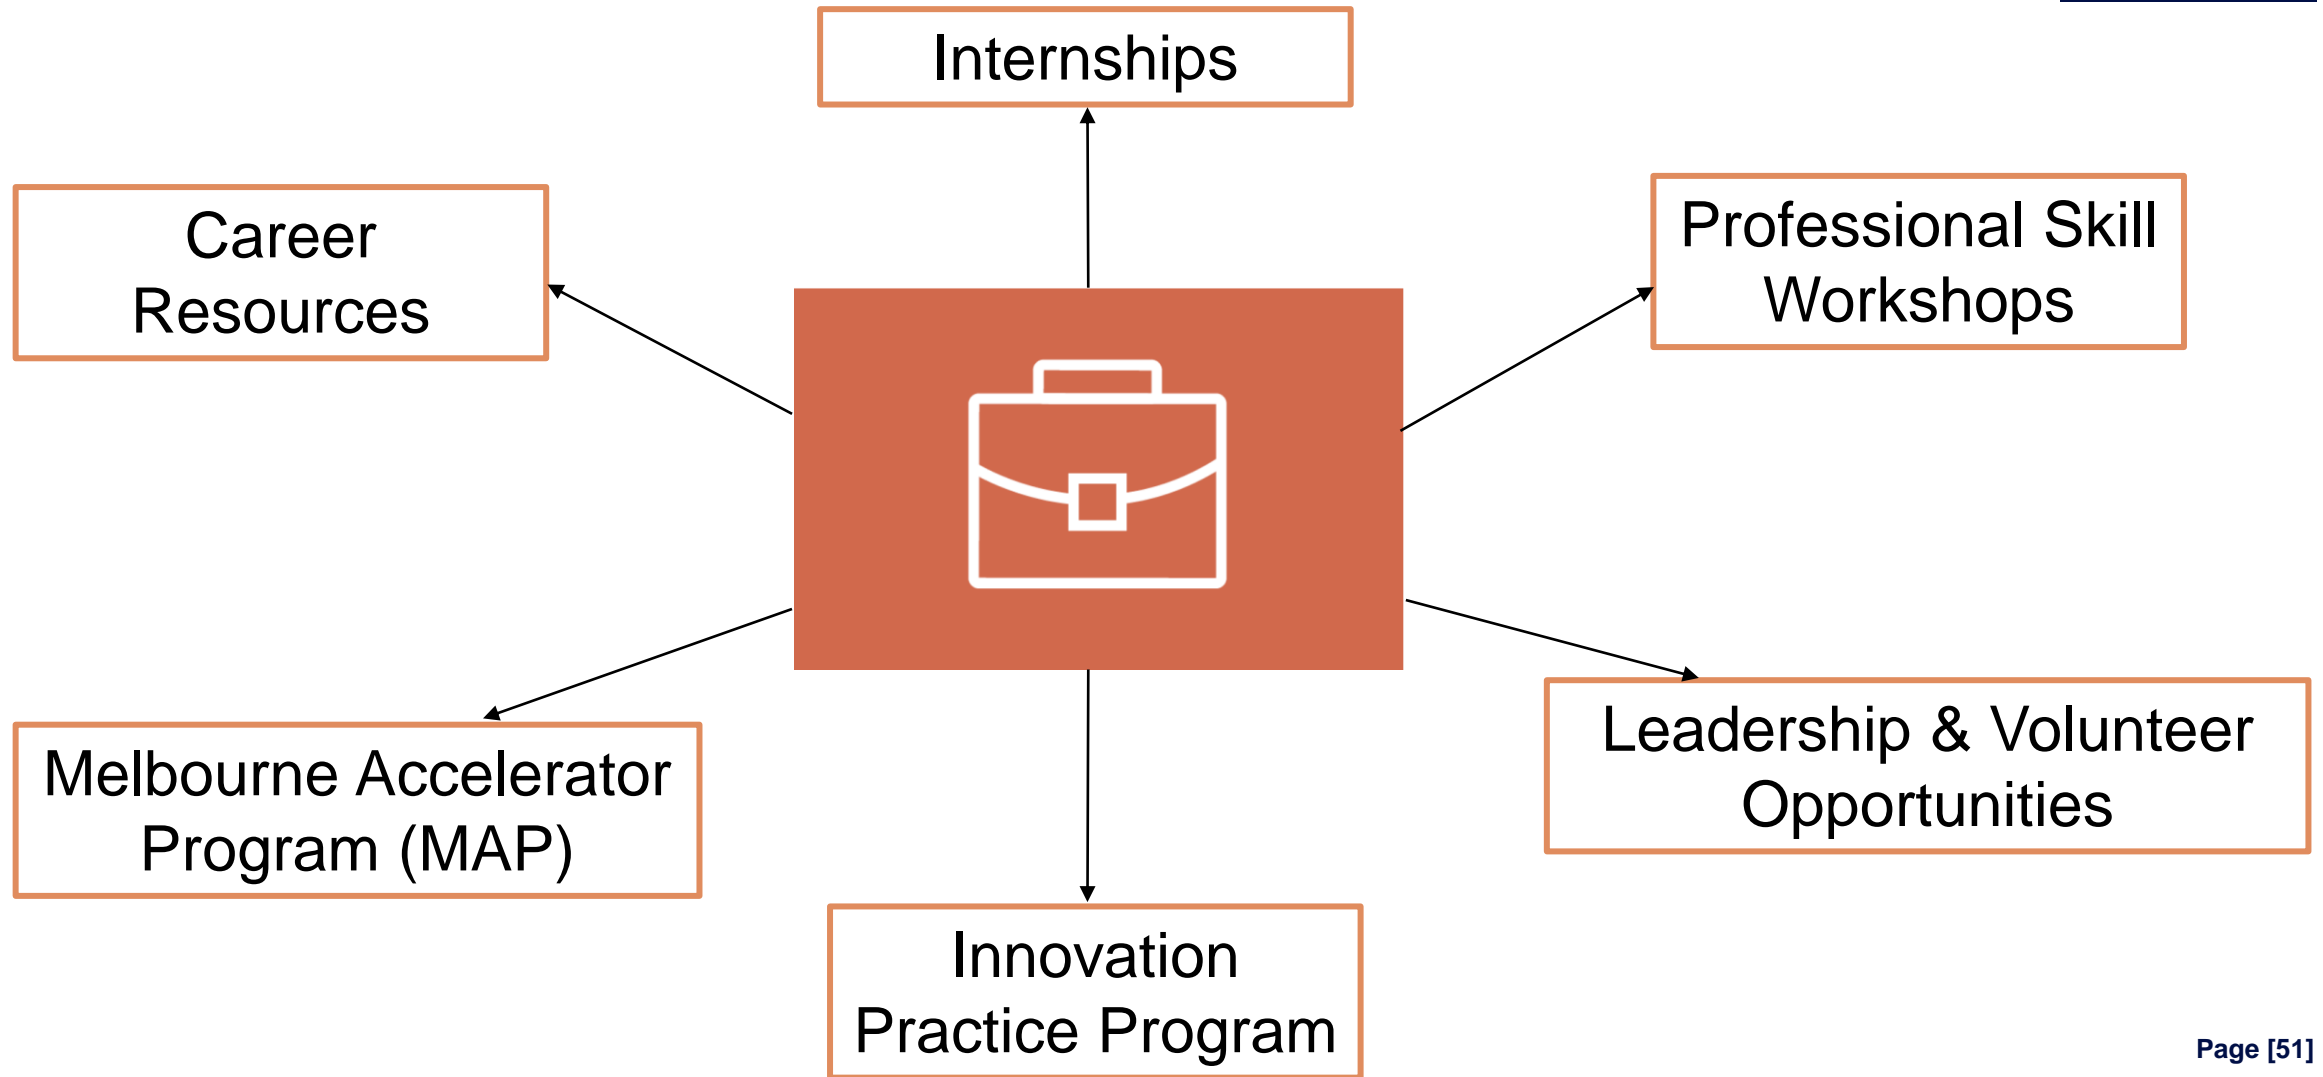 Internships
Career
Resources
Professional Skill
Workshops
Melbourne Accelerator
Program (MAP)
Leadership & Volunteer
Opportunities
Innovation
Practice Program
Page [51]